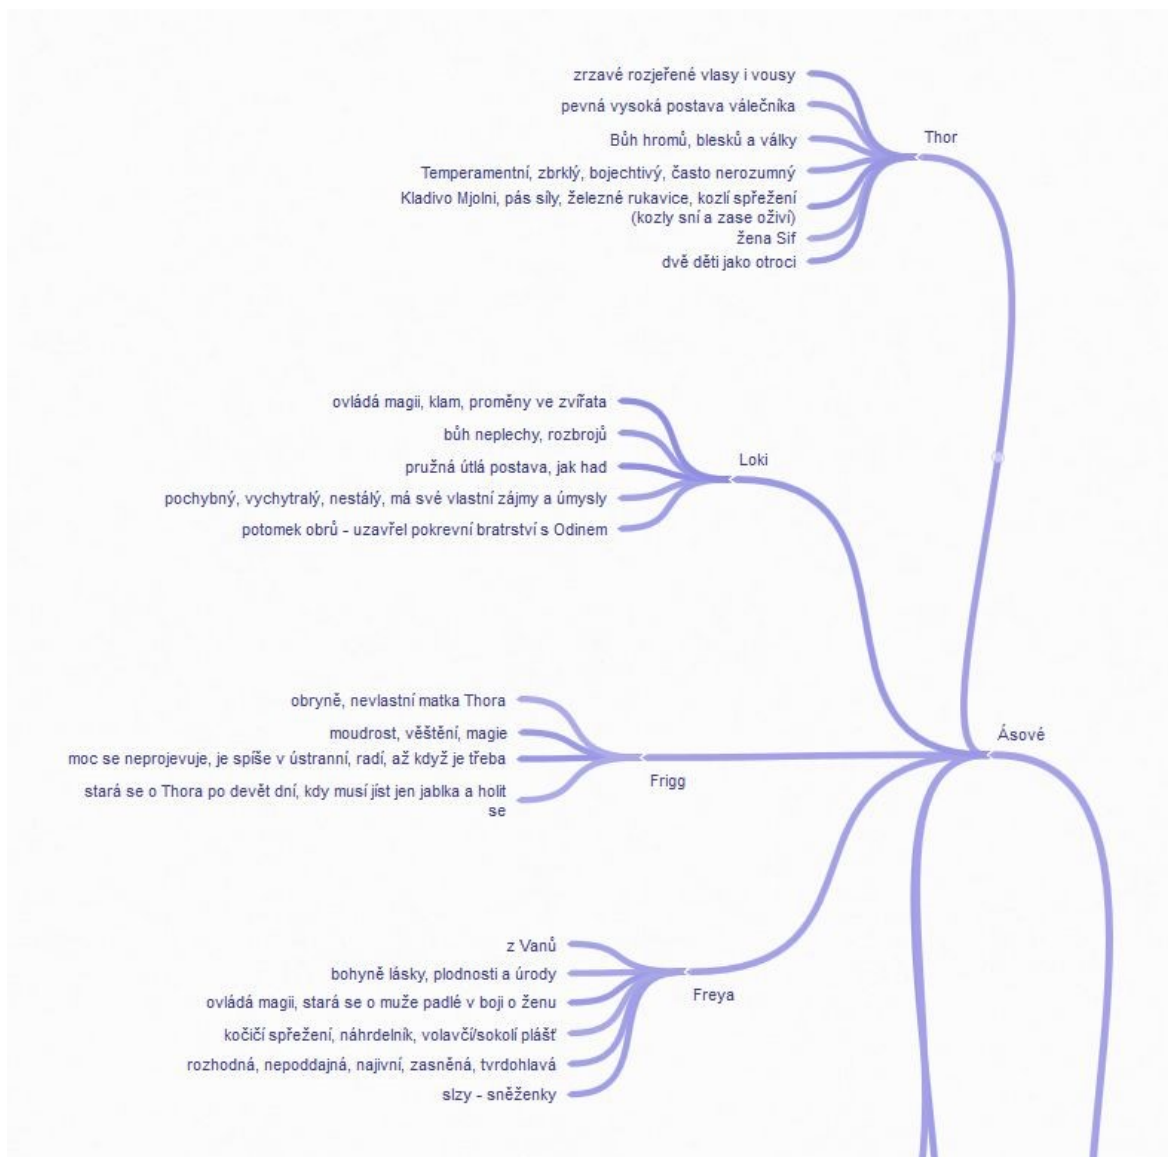 zrzavé rozjeřené vlasy i vousy
pevná vysoká postava válečníka
Bůh hromů, blesků a války
Thor
Temperamentní, zbrklý, bojechtivý, často nerozumný
Kladivo Mjolni, pás síly, železné rukavice, kozlí spřežení
(kozly sní a zase oživí)
žena Sif
dvě děti jako otroci
ovládá magii, klam, proměny ve zvířata
bůh neplechy, rozbrojů
Loki
pružná útlá postava, jak had
pochybný, vychytralý, nestálý, má své vlastní zájmy a úmysly
potomek obrů - uzavřel pokrevní bratrství s Odinem
obryně, nevlastní matka Thora
moudrost, věštění, magie
Ásové
moc se neprojevuje, je spíše v ústranní, radí, až když je třeba
Frigg
stará se o Thora po devět dní, kdy musí jíst jen jablka a holit
se
z Vanů
bohyně lásky, plodnosti a úrody
Freya
ovládá magii, stará se o muže padlé v boji o ženu
kočičí spřežení, náhrdelník, volavčí/sokolí plášť
rozhodná, nepoddajná, najivní, zasněná, tvrdohlavá
slzy - sněženky